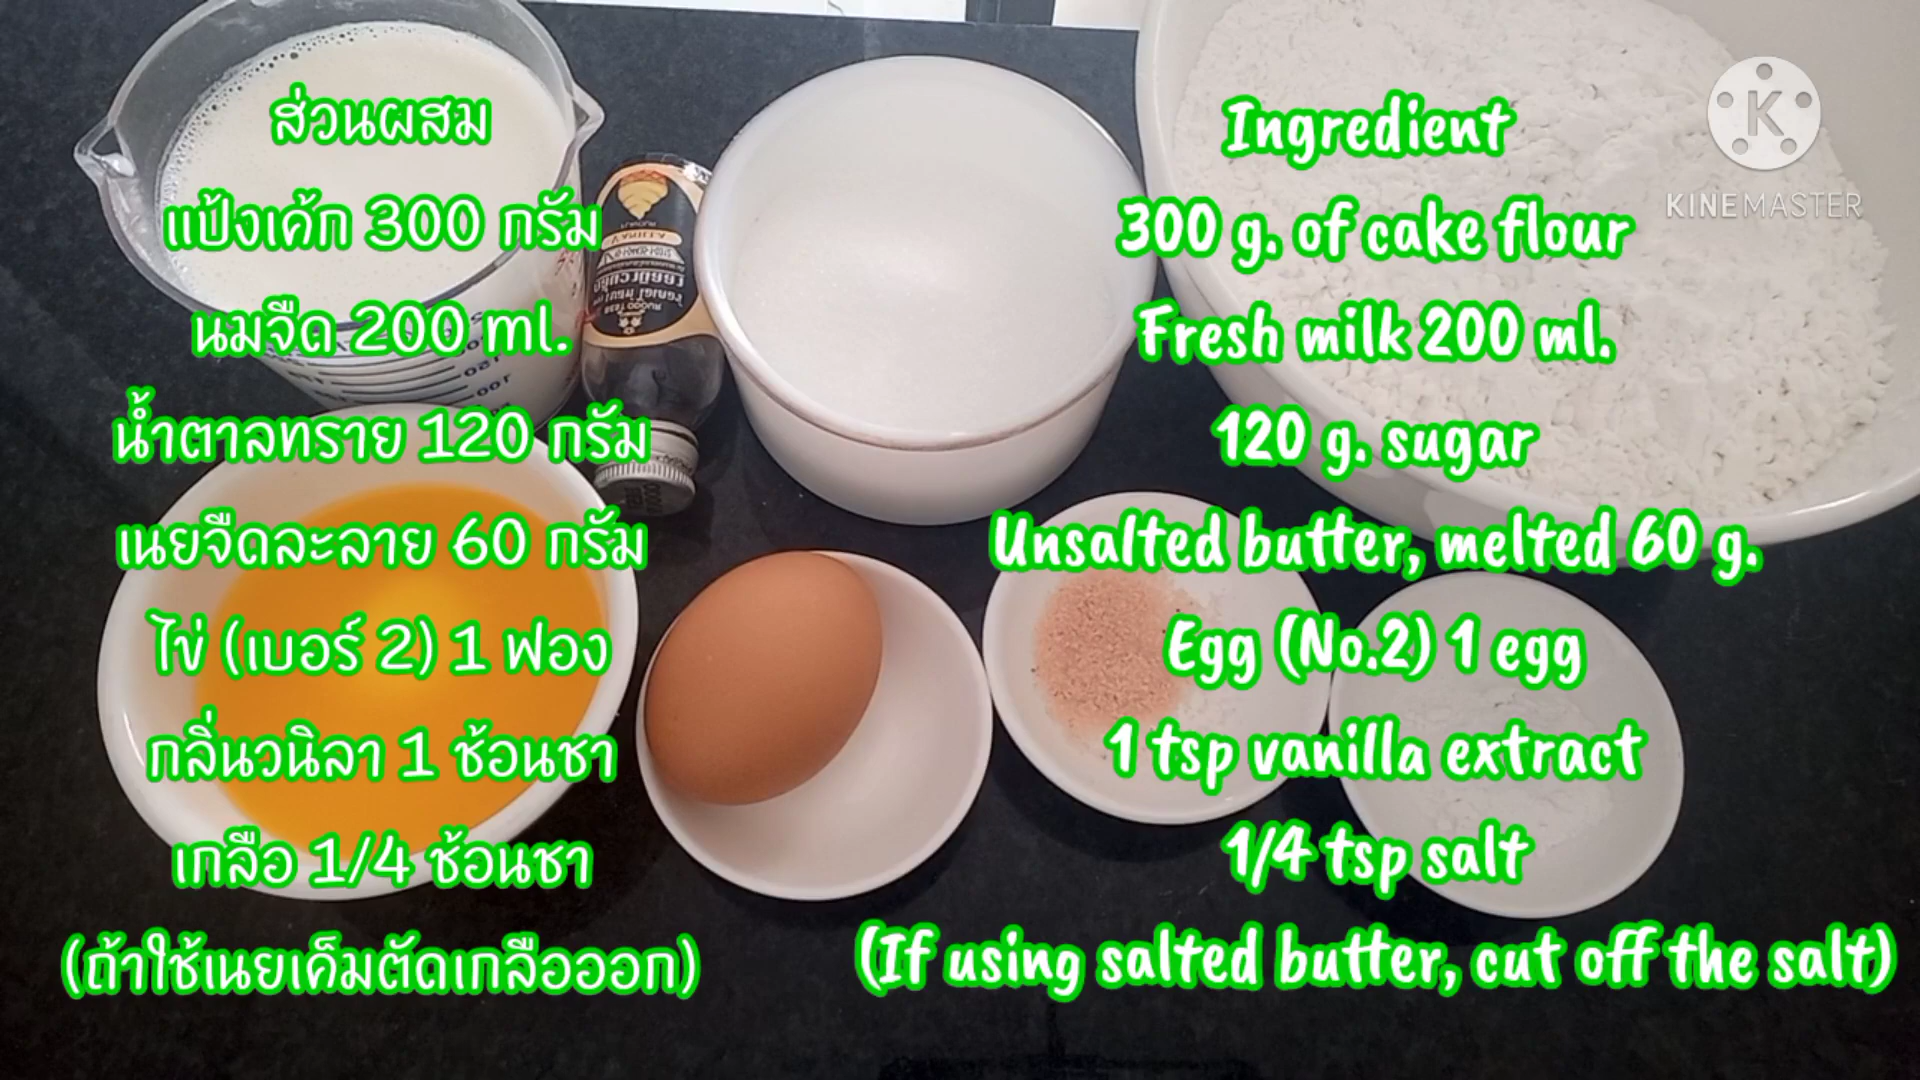 ส่วนผสม
แป้งเค้ก 300 กรัม
นมจืด 200 ml.
น้ำตาลทราย 120 กรัม
เนยจืดละลาย 60 กรัม
ไข่ (เบอร์ 2) 1 ฟอง
กลิ่นวนิลา 1 ช้อนชา
เกลือ 1/4 ช้อนชา
(ถ้าใช้เนยเค็มตัดเกลือออก)
Ingredient
300 g. of cake flour
Fresh milk 200 ml.
120 g. sugar
Unsalted butter, melted 60 g.
Egg (No.2) 1 egg
1 tsp vanilla extract
1/4 tsp salt
(If using salted butter, cut off the salt)
K
KINEMASTER